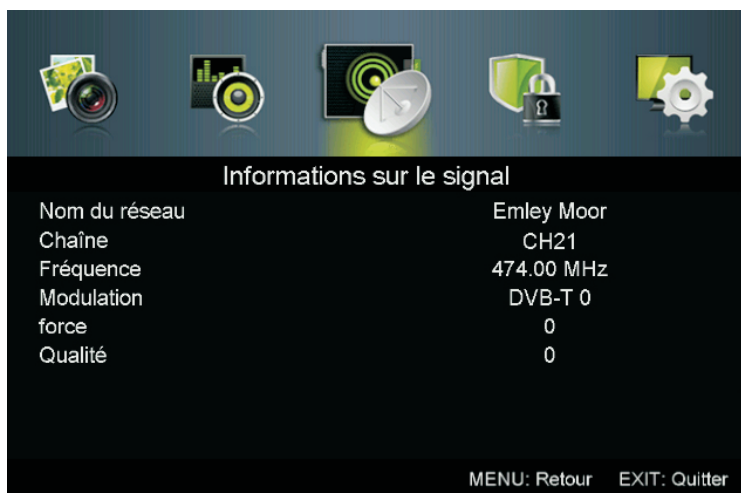 Informations sur le signal
Nom du réseau Emley Moor
Chaîne CH21
Fréquence 474.00 MHz
Modulation DVB-T 0
force 0
Qualité 0
MENU: Retour EXIT: Quitter